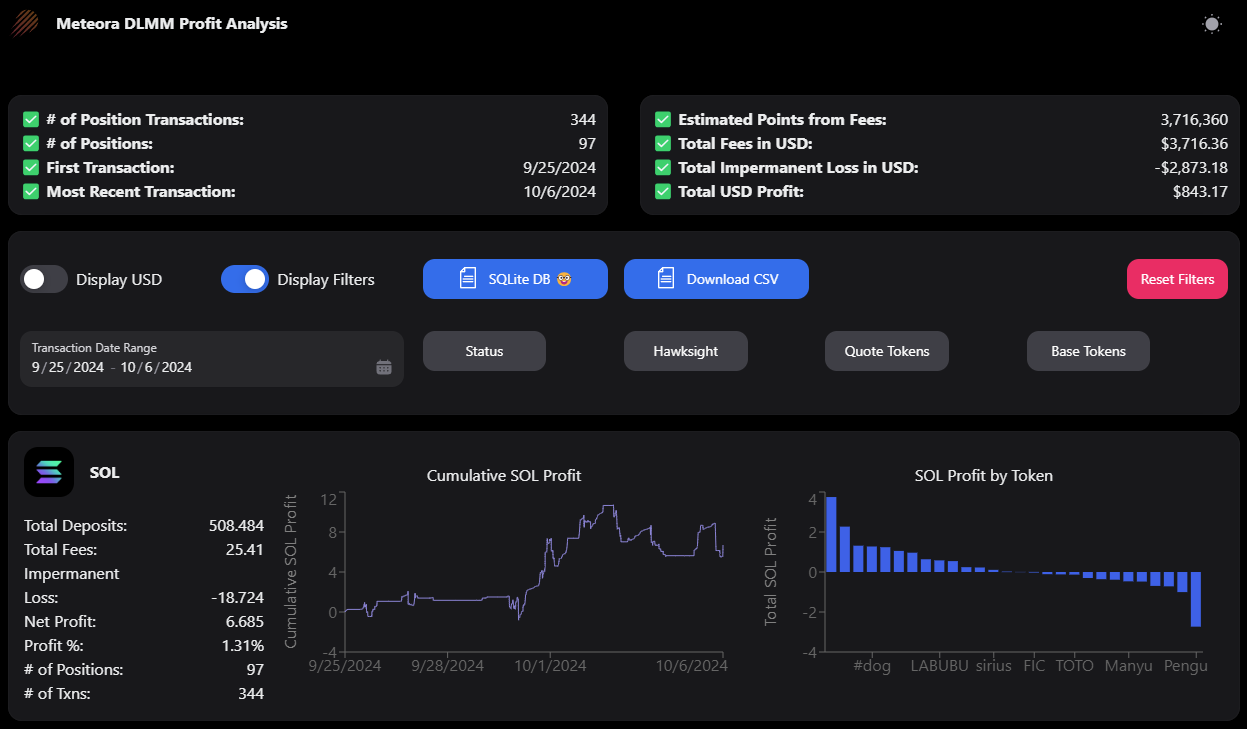 Meteora DLMM Profit Analysis
# of Position Transactions: 344
# of Positions: 97
First Transaction: 9/25/2024
Most Recent Transaction: 10/6/2024
Estimated Points from Fees: 3,716,360
Total Fees in USD: $3,716.36
Total Impermanent Loss in USD: -$2,873.18
Total USD Profit: $843.17
Display USD
Display Filters
SQLite DB
Download CSV
Reset Filters
Transaction Date Range
9/25/2024 - 10/6/2024
Status
Hawksight
Quote Tokens
Base Tokens
SOL
Total Deposits: 508.484
Total Fees: 25.41
Impermanent
Loss: -18.724
Net Profit: 6.685
Profit %: 1.31%
# of Positions: 97
# of Txns: 344
Cumulative SOL Profit
Cumulative SOL Profit
12
8
4
0
-4
9/25/2024 9/28/2024 10/1/2024 10/6/2024
SOL Profit by Token
Total SOL Profit
4
2
0
-2
-4
#dog LABUBU sirius FIC TOTO Manyu Pengu